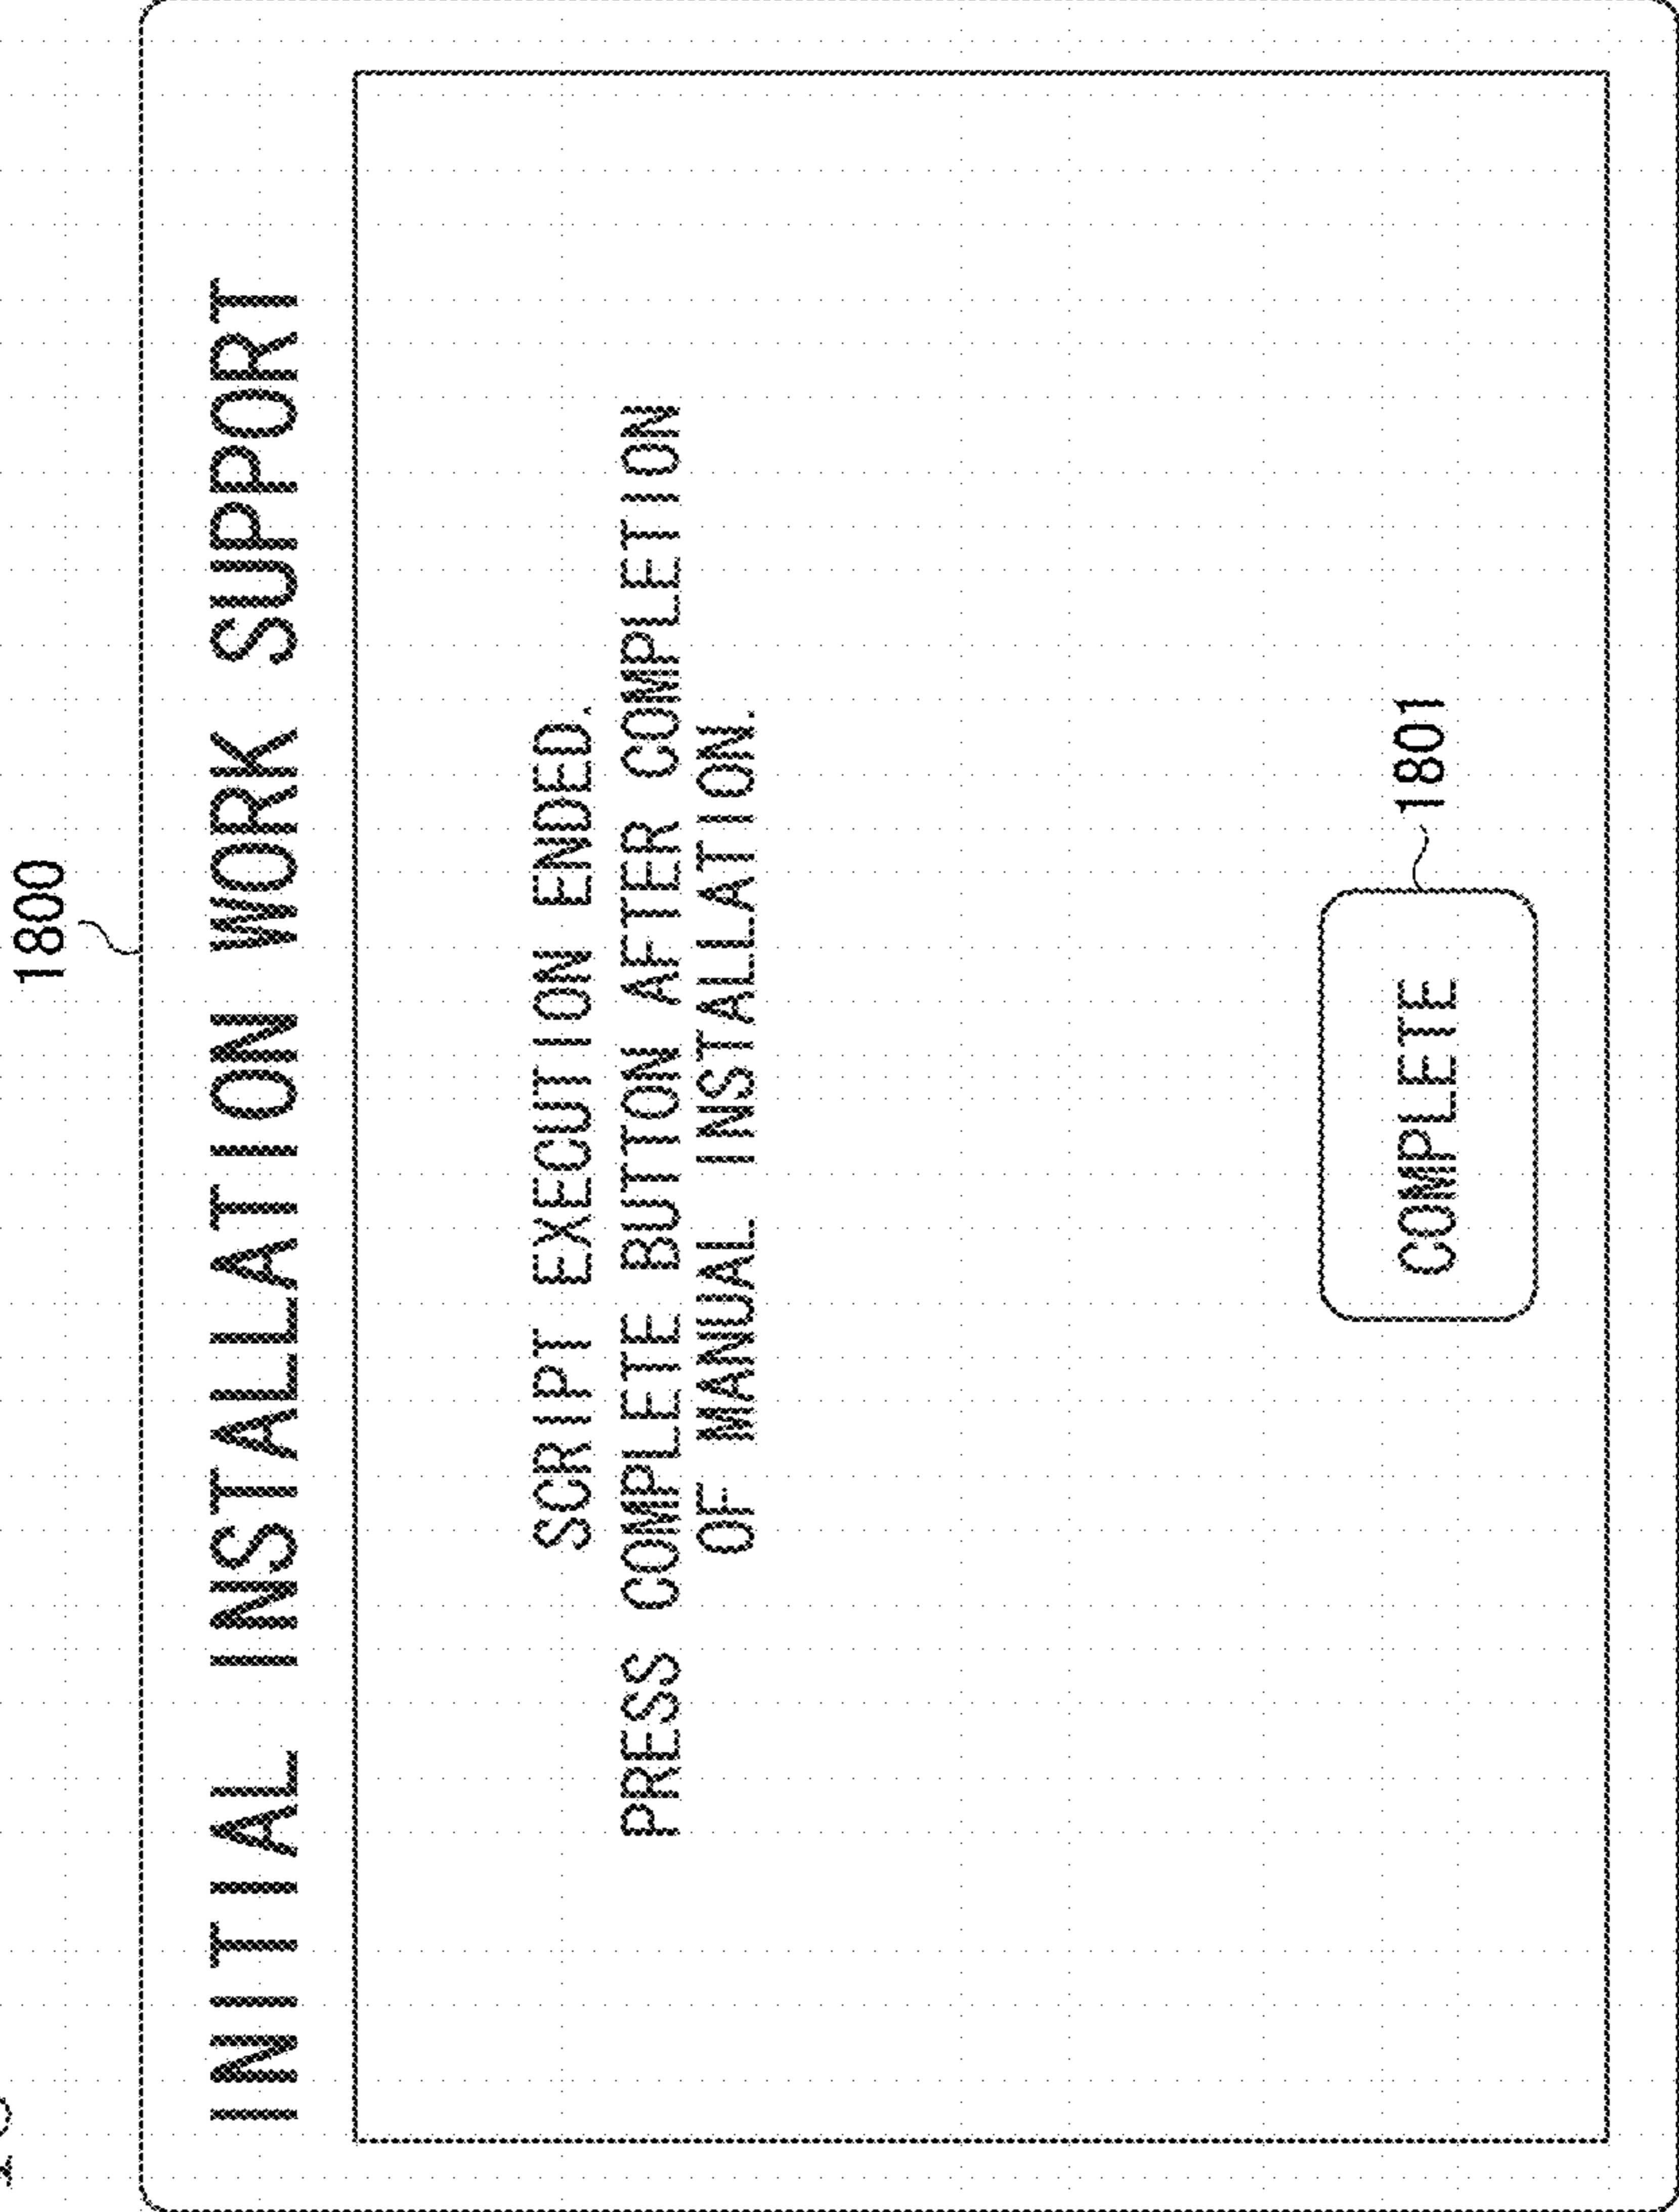 1800
INITIAL INSTALLATION WORK SUPPORT
SCRIPT EXECUTION ENDED.
PRESS COMPLETE BUTTON AFTER COMPLETION
OF MANUAL INSTALLATION.
COMPLETE
1801